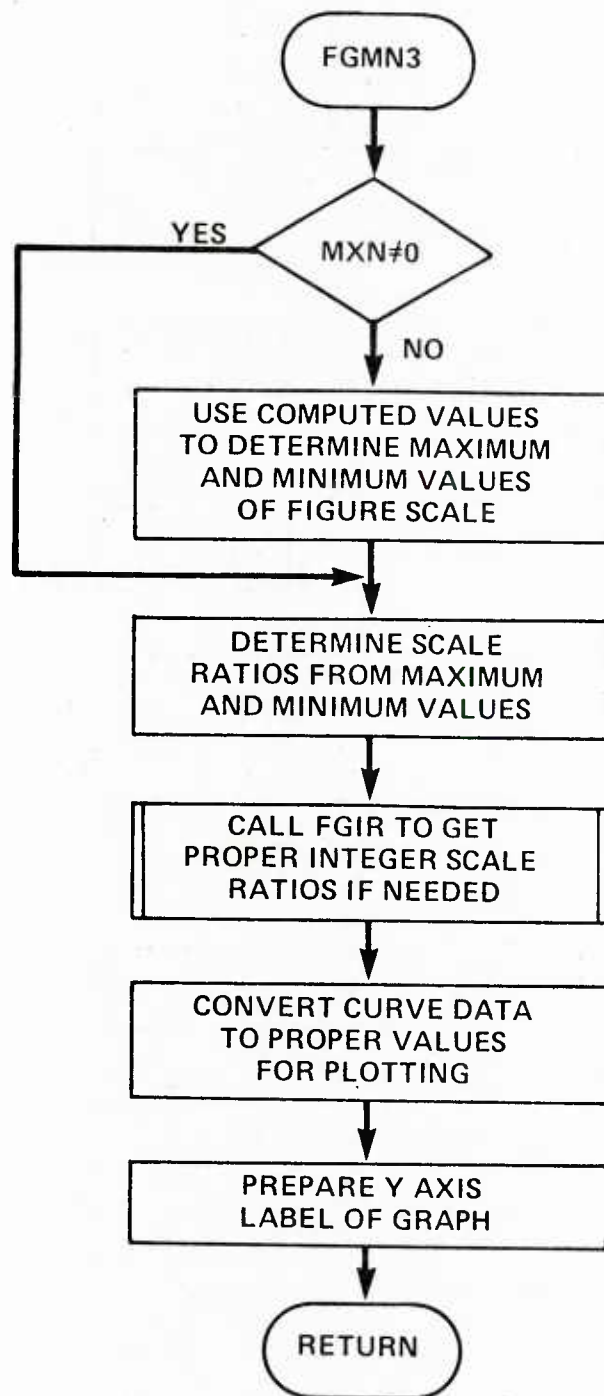 FGMN3
MXN≠0
YES
NO
USE COMPUTED VALUES
TO DETERMINE MAXIMUM
AND MINIMUM VALUES
OF FIGURE SCALE
DETERMINE SCALE
RATIOS FROM MAXIMUM
AND MINIMUM VALUES
CALL FGIR TO GET
PROPER INTEGER SCALE
RATIOS IF NEEDED
CONVERT CURVE DATA
TO PROPER VALUES
FOR PLOTTING
PREPARE Y AXIS
LABEL OF GRAPH
RETURN